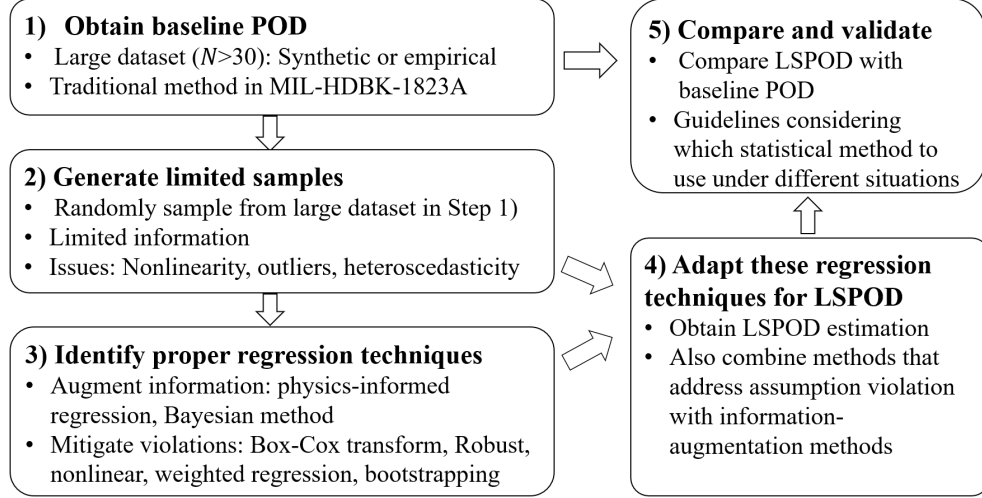 1) Obtain baseline POD
• Large dataset (N>30): Synthetic or empirical
• Traditional method in MIL-HDBK-1823A
2) Generate limited samples
• Randomly sample from large dataset in Step 1)
• Limited information
• Issues: Nonlinearity, outliers, heteroscedasticity
3) Identify proper regression techniques
• Augment information: physics-informed
regression, Bayesian method
• Mitigate violations: Box-Cox transform, Robust,
nonlinear, weighted regression, bootstrapping
4) Adapt these regression
techniques for LSPOD
• Obtain LSPOD estimation
• Also combine methods that
address assumption violation
with information-
augmentation methods
5) Compare and validate
• Compare LSPOD with
baseline POD
• Guidelines considering
which statistical method to
use under different situations